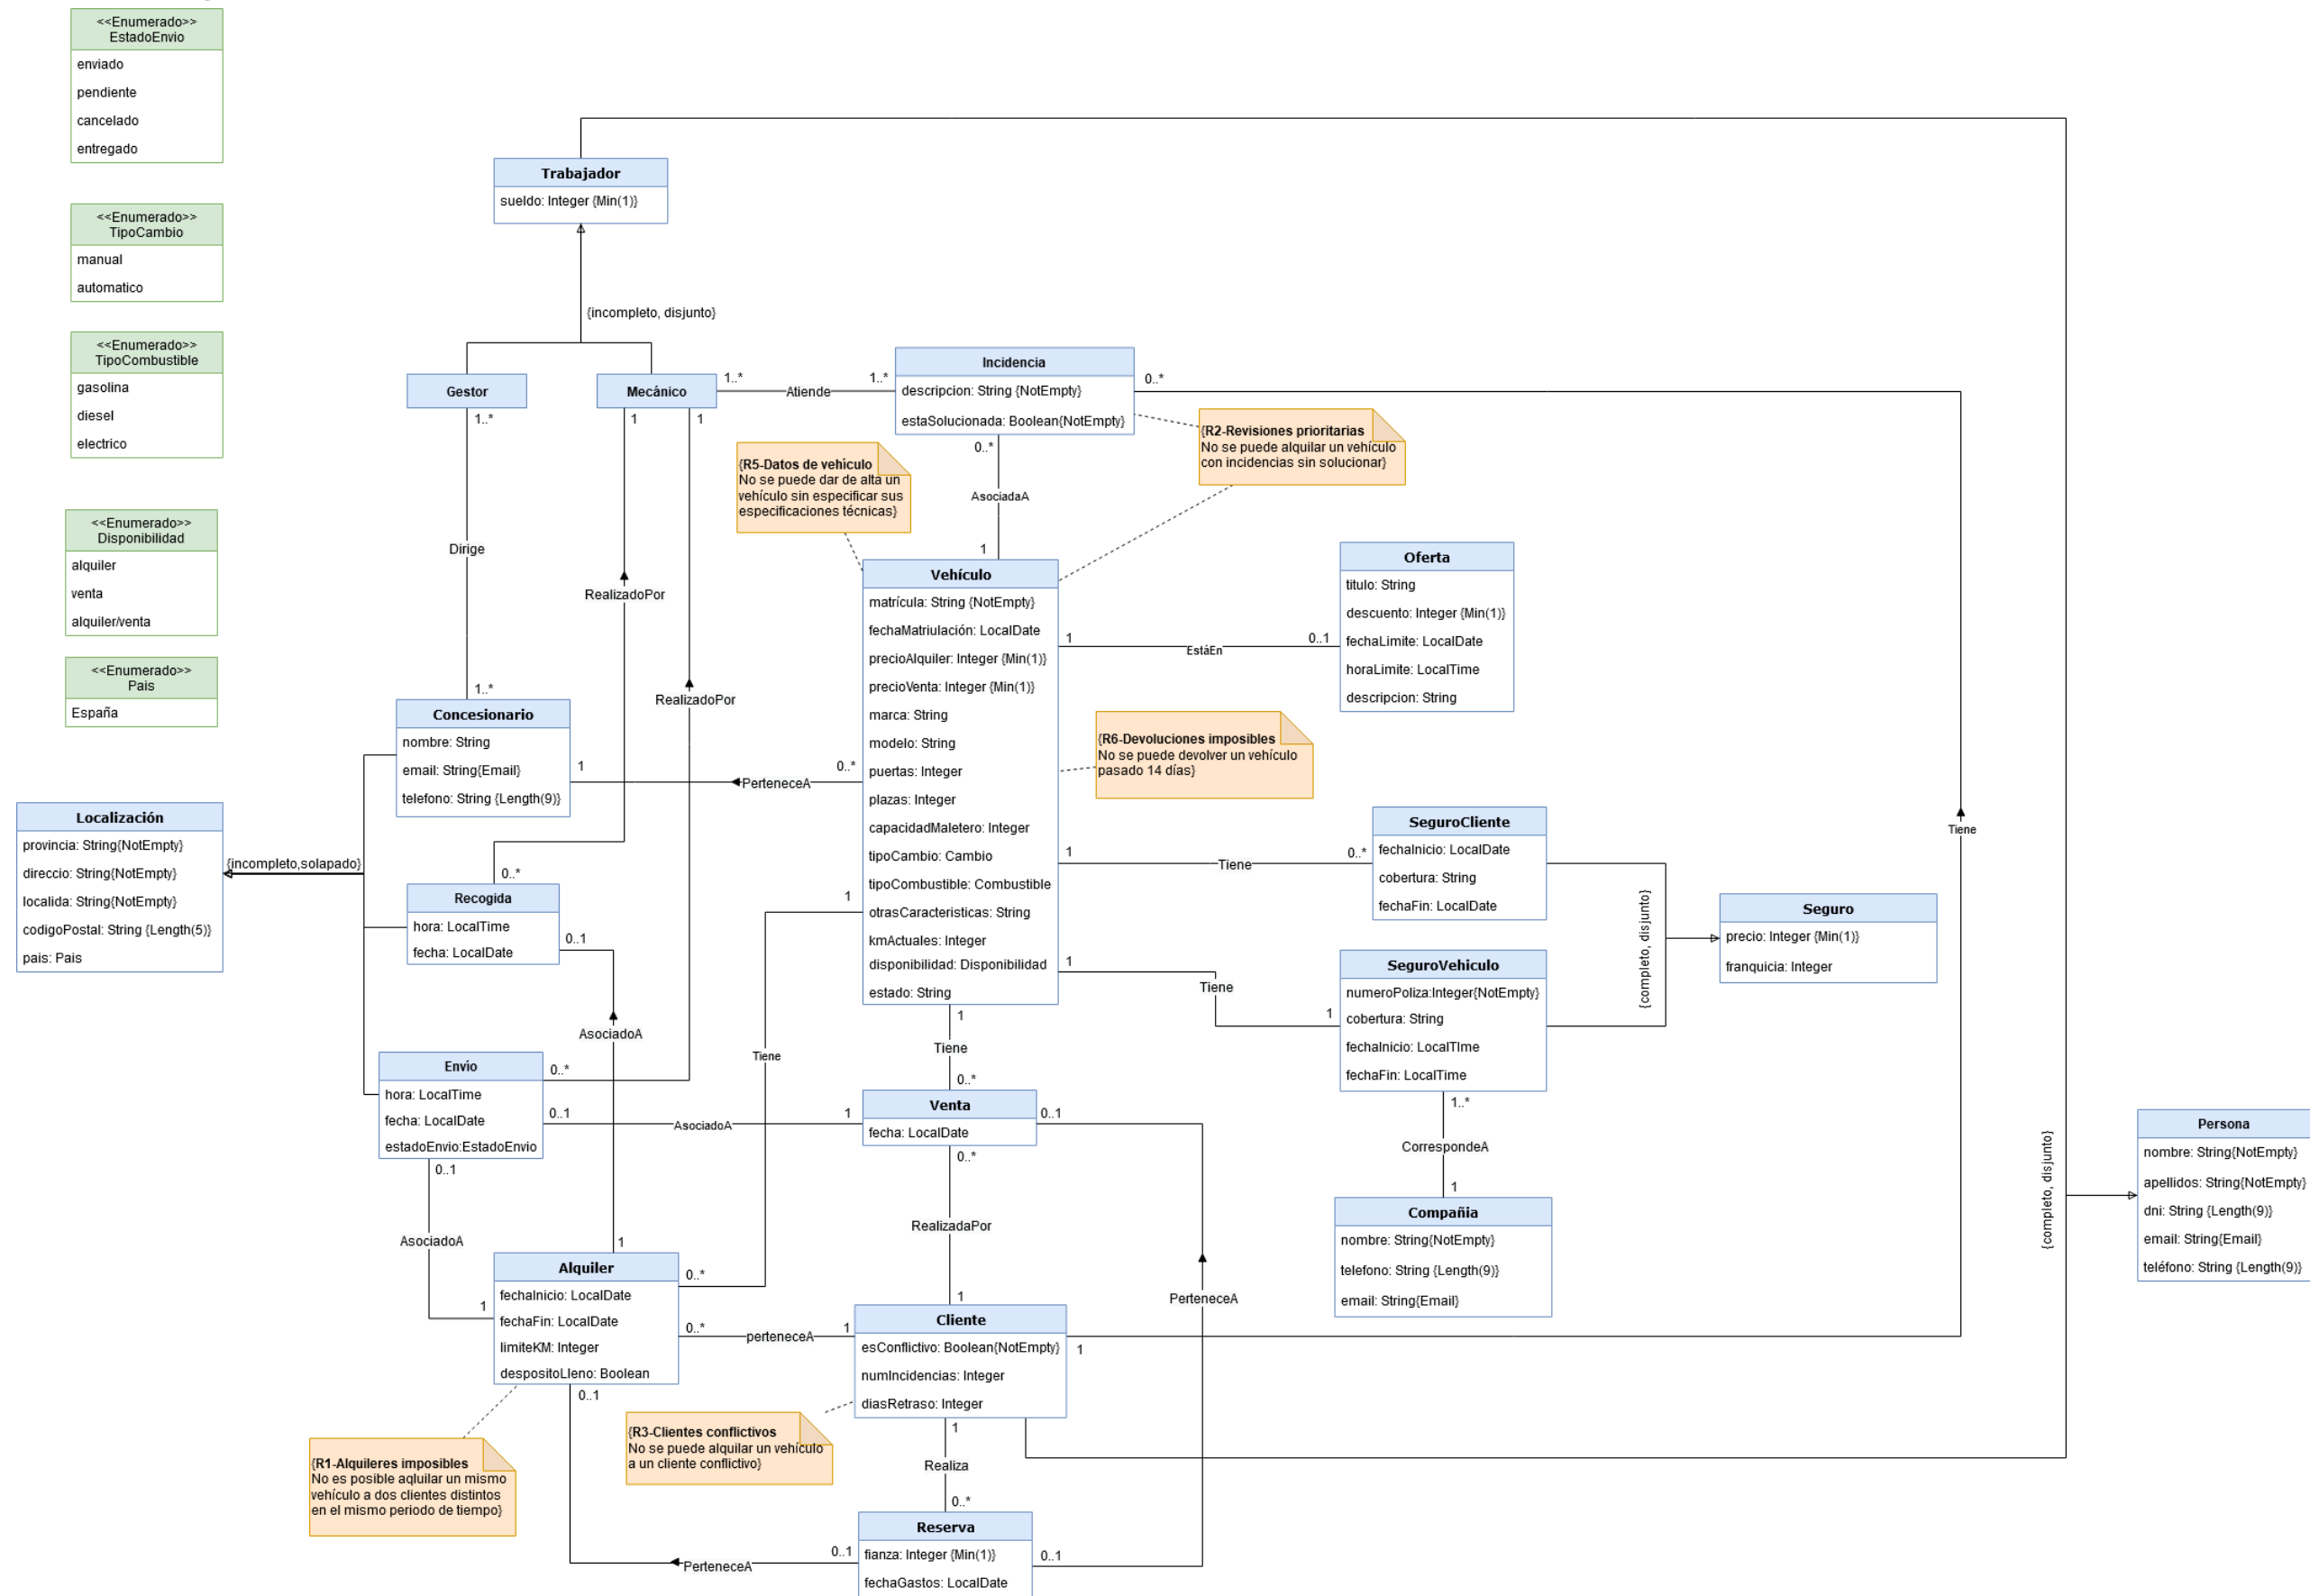 <<Enumerado>>
EstadoEnvio
enviado
pendiente
cancelado
entregado
<<Enumerado>>
TipoCambio
manual
automatico
<<Enumerado>>
TipoCombustible
gasolina
diesel
electrico
<<Enumerado>>
Disponibilidad
alquiler
venta
alquiler/venta
<<Enumerado>>
Pais
España
Trabajador
sueldo: Integer {Min(1)}
{incompleto, disjunto}
Gestor
1..*
Mecánico
1
1
1..*
Atiende
1..*
Incidencia
descripcion: String {NotEmpty}
estaSolucionada: Boolean{NotEmpty}
0..*
0..*
{R2-Revisiones prioritarias
No se puede alquilar un vehículo
con incidencias sin solucionar}
{R5-Datos de vehículo
No se puede dar de alta un
vehículo sin especificar sus
especificaciones técnicas}
AsociadaA
1
Dirige
RealizadoPor
RealizadoPor
1..*
Concesionario
nombre: String
email: String{Email}
telefono: String {Length(9)}
1
PerteneceA
0..*
Vehículo
matrícula: String {NotEmpty}
fechaMatriulación: LocalDate
precioAlquiler: Integer {Min(1)}
precioVenta: Integer {Min(1)}
marca: String
modelo: String
puertas: Integer
plazas: Integer
capacidadMaletero: Integer
tipoCambio: Cambio
tipoCombustible: Combustible
otrasCaracteristicas: String
kmActuales: Integer
disponibilidad: Disponibilidad
estado: String
1
EstáEn
0..1
Oferta
titulo: String
descuento: Integer {Min(1)}
fechaLimite: LocalDate
horaLimite: LocalTime
descripcion: String
{R6-Devoluciones imposibles
No se puede devolver un vehículo
pasado 14 días}
Tiene
Localización
provincia: String{NotEmpty}
direccio: String{NotEmpty}
localida: String{NotEmpty}
codigoPostal: String {Length(5)}
pais: Pais
{incompleto,solapado}
0..*
Recogida
hora: LocalTime
fecha: LocalDate
0..1
AsociadoA
1
1
Tiene
0..*
SeguroCliente
fechaInicio: LocalDate
cobertura: String
fechaFin: LocalDate
{completo, disjunto}
Seguro
precio: Integer {Min(1)}
franquicia: Integer
1
Tiene
1
SeguroVehiculo
numeroPoliza:Integer{NotEmpty}
cobertura: String
fechaInicio: LocalTIme
fechaFin: LocalTime
1..*
CorrespondeA
1
Compañia
nombre: String{NotEmpty}
telefono: String {Length(9)}
email: String{Email}
Envio
hora: LocalTime
fecha: LocalDate
estadoEnvio:EstadoEnvio
0..*
0..1
AsociadoA
1
0..1
AsociadoA
1
Tiene
1
Tiene
0..*
Venta
fecha: LocalDate
0..1
0..*
RealizadaPor
1
PerteneceA
{completo, disjunto}
Persona
nombre: String{NotEmpty}
apellidos: String{NotEmpty}
dni: String {Length(9)}
email: String{Email}
teléfono: String {Length(9)}
1
Alquiler
fechaInicio: LocalDate
fechaFin: LocalDate
limiteKM: Integer
despositoLleno: Boolean
0..*
0..*
perteneceA
1
0..1
Cliente
esConflictivo: Boolean{NotEmpty}
numIncidencias: Integer
diasRetraso: Integer
1
{R3-Clientes conflictivos
No se puede alquilar un vehículo
a un cliente conflictivo}
{R1-Alquileres imposibles
No es posible aqluilar un mismo
vehículo a dos clientes distintos
en el mismo periodo de tiempo}
1
Realiza
0..*
Reserva
fianza: Integer {Min(1)}
fechaGastos: LocalDate
0..1
PerteneceA
0..1